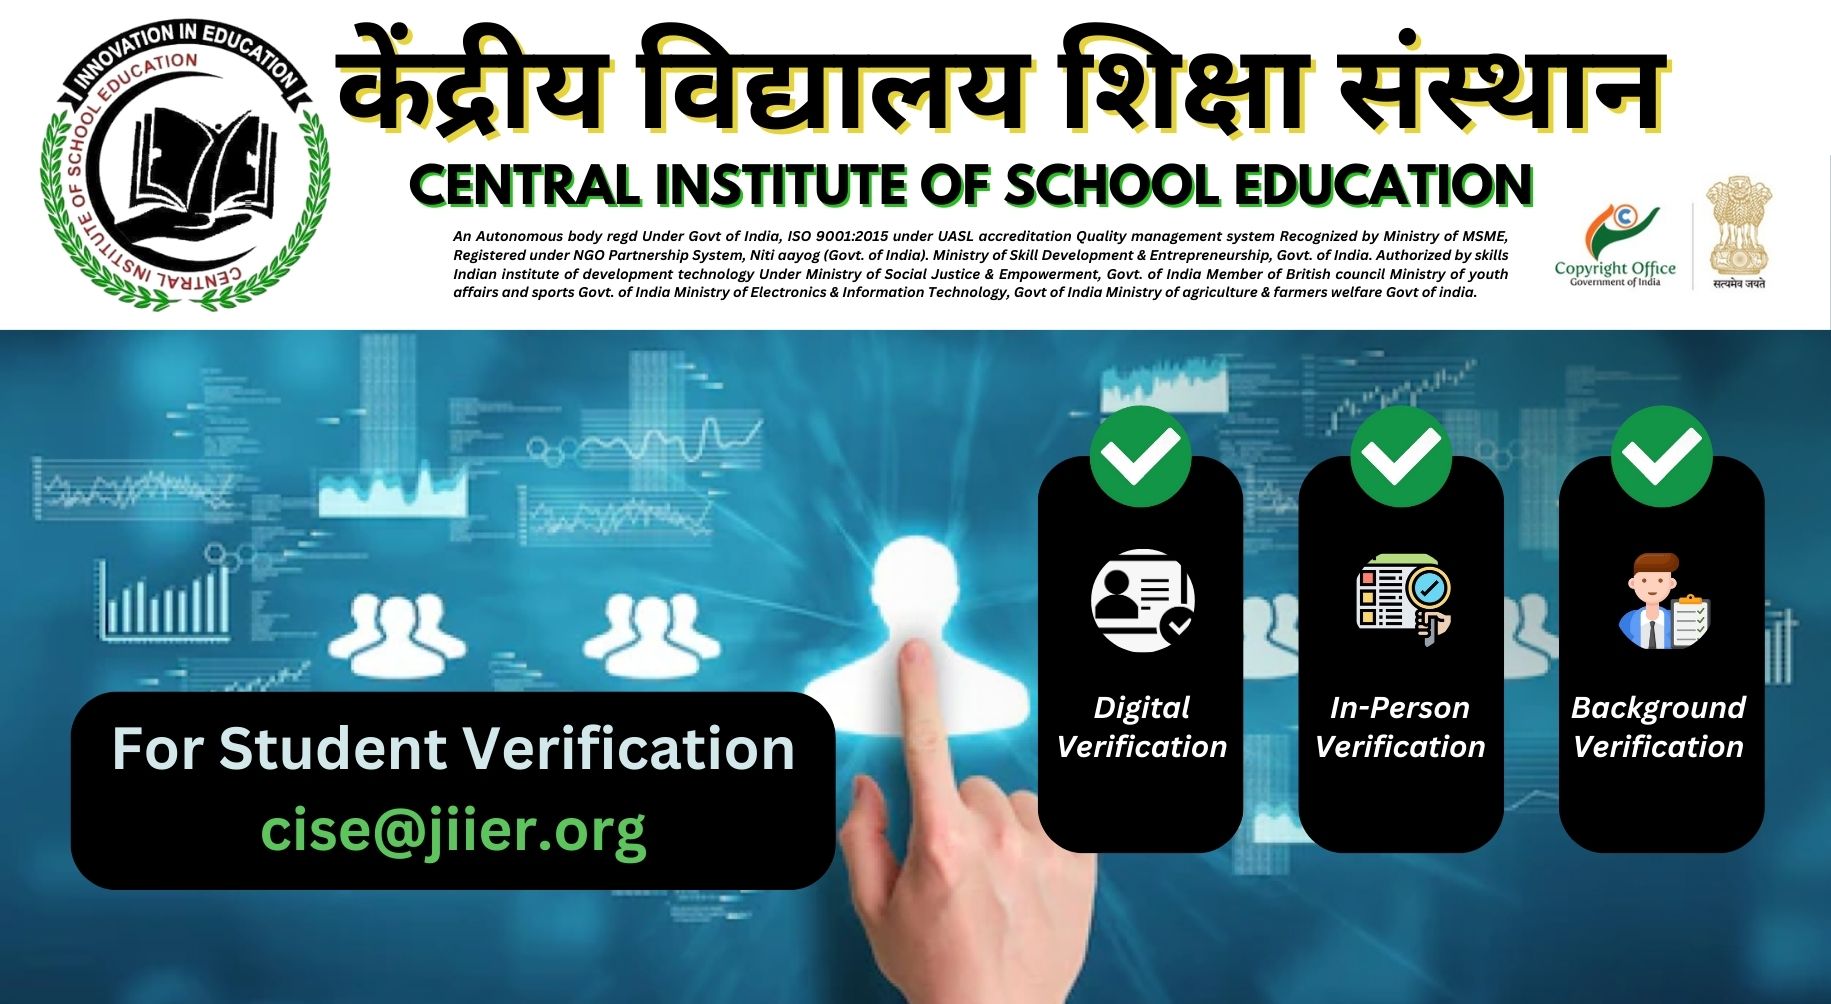 INNOVATION IN EDUCATION
CENTRAL INSTITUTE OF SCHOOL EDUCATION
केंद्रीय विद्यालय शिक्षा संस्थान
CENTRAL INSTITUTE OF SCHOOL EDUCATION
An Autonomous body regd Under Govt of India, ISO 9001:2015 under UASL accreditation Quality management system Recognized by Ministry of MSME,
Registered under NGO Partnership System, Niti aayog (Govt. of India). Ministry of Skill Development & Entrepreneurship, Govt. of India. Authorized by skills
Indian institute of development technology Under Ministry of Social Justice & Empowerment, Govt. of India Member of British council Ministry of youth
affairs and sports Govt. of India Ministry of Electronics & Information Technology, Govt of India Ministry of agriculture & farmers welfare Govt of india.
C
Copyright Office
Government of India
सत्यमेव जयते
For Student Verification
cise@jiier.org
Digital
Verification
In-Person
Verification
Background
Verification